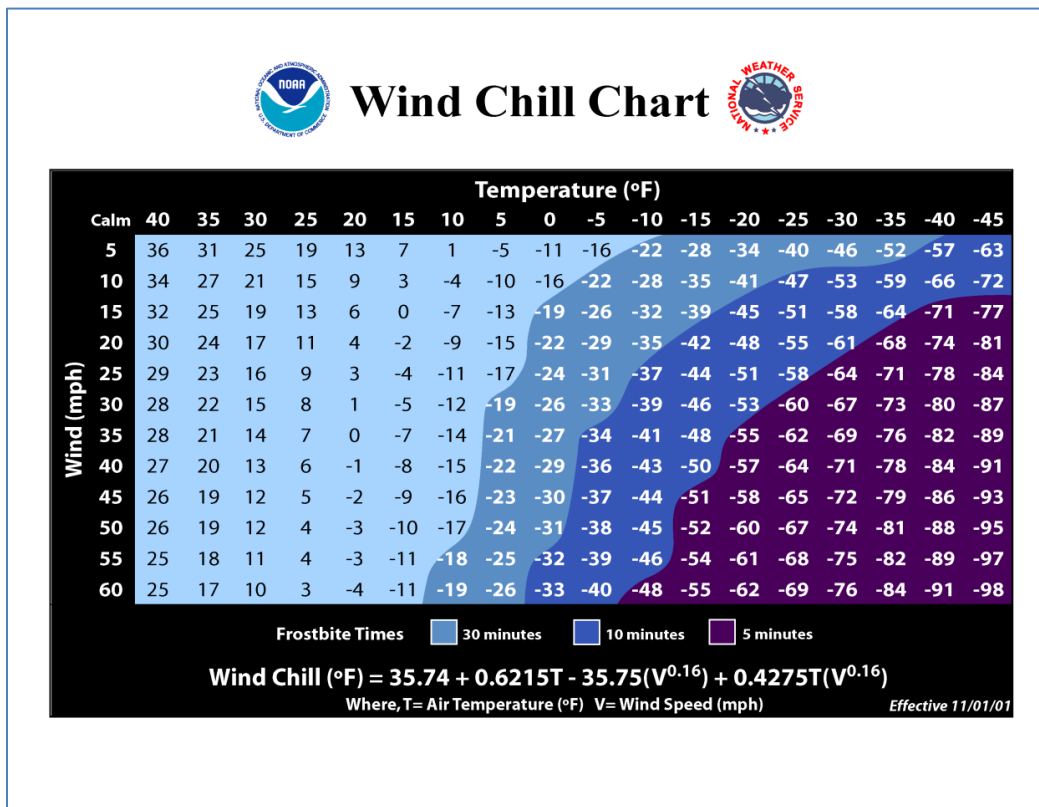 NATIONAL OCEANIC AND ATMOSPHERIC ADMINISTRATION
NOAA
U.S. DEPARTMENT OF COMMERCE
Wind Chill Chart
NATIONAL WEATHER SERVICE
Temperature (ºF)
Calm 40 35 30 25 20 15 10 5 0 -5 -10 -15 -20 -25 -30 -35 -40 -45
Wind (mph)
5 36 31 25 19 13 7 1 -5 -11 -16 -22 -28 -34 -40 -46 -52 -57 -63
10 34 27 21 15 9 3 -4 -10 -16 -22 -28 -35 -41 -47 -53 -59 -66 -72
15 32 25 19 13 6 0 -7 -13 -19 -26 -32 -39 -45 -51 -58 -64 -71 -77
20 30 24 17 11 4 -2 -9 -15 -22 -29 -35 -42 -48 -55 -61 -68 -74 -81
25 29 23 16 9 3 -4 -11 -17 -24 -31 -37 -44 -51 -58 -64 -71 -78 -84
30 28 22 15 8 1 -5 -12 -19 -26 -33 -39 -46 -53 -60 -67 -73 -80 -87
35 28 21 14 7 0 -7 -14 -21 -27 -34 -41 -48 -55 -62 -69 -76 -82 -89
40 27 20 13 6 -1 -8 -15 -22 -29 -36 -43 -50 -57 -64 -71 -78 -84 -91
45 26 19 12 5 -2 -9 -16 -23 -30 -37 -44 -51 -58 -65 -72 -79 -86 -93
50 26 19 12 4 -3 -10 -17 -24 -31 -38 -45 -52 -60 -67 -74 -81 -88 -95
55 25 18 11 4 -3 -11 -18 -25 -32 -39 -46 -54 -61 -68 -75 -82 -89 -97
60 25 17 10 3 -4 -11 -19 -26 -33 -40 -48 -55 -62 -69 -76 -84 -91 -98
Frostbite Times 30 minutes 10 minutes 5 minutes
Wind Chill (ºF) = 35.74 + 0.6215T - 35.75(V^0.16) + 0.4275T(V^0.16)
Where, T= Air Temperature (ºF) V= Wind Speed (mph)
Effective 11/01/01